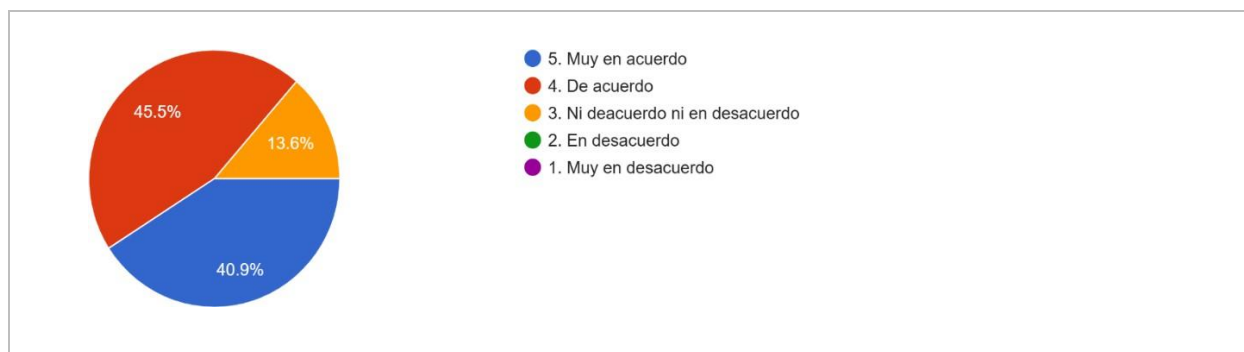 5. Muy en acuerdo
4. De acuerdo
3. Ni deacuerdo ni en desacuerdo
2. En desacuerdo
1. Muy en desacuerdo
45.5%
13.6%
40.9%